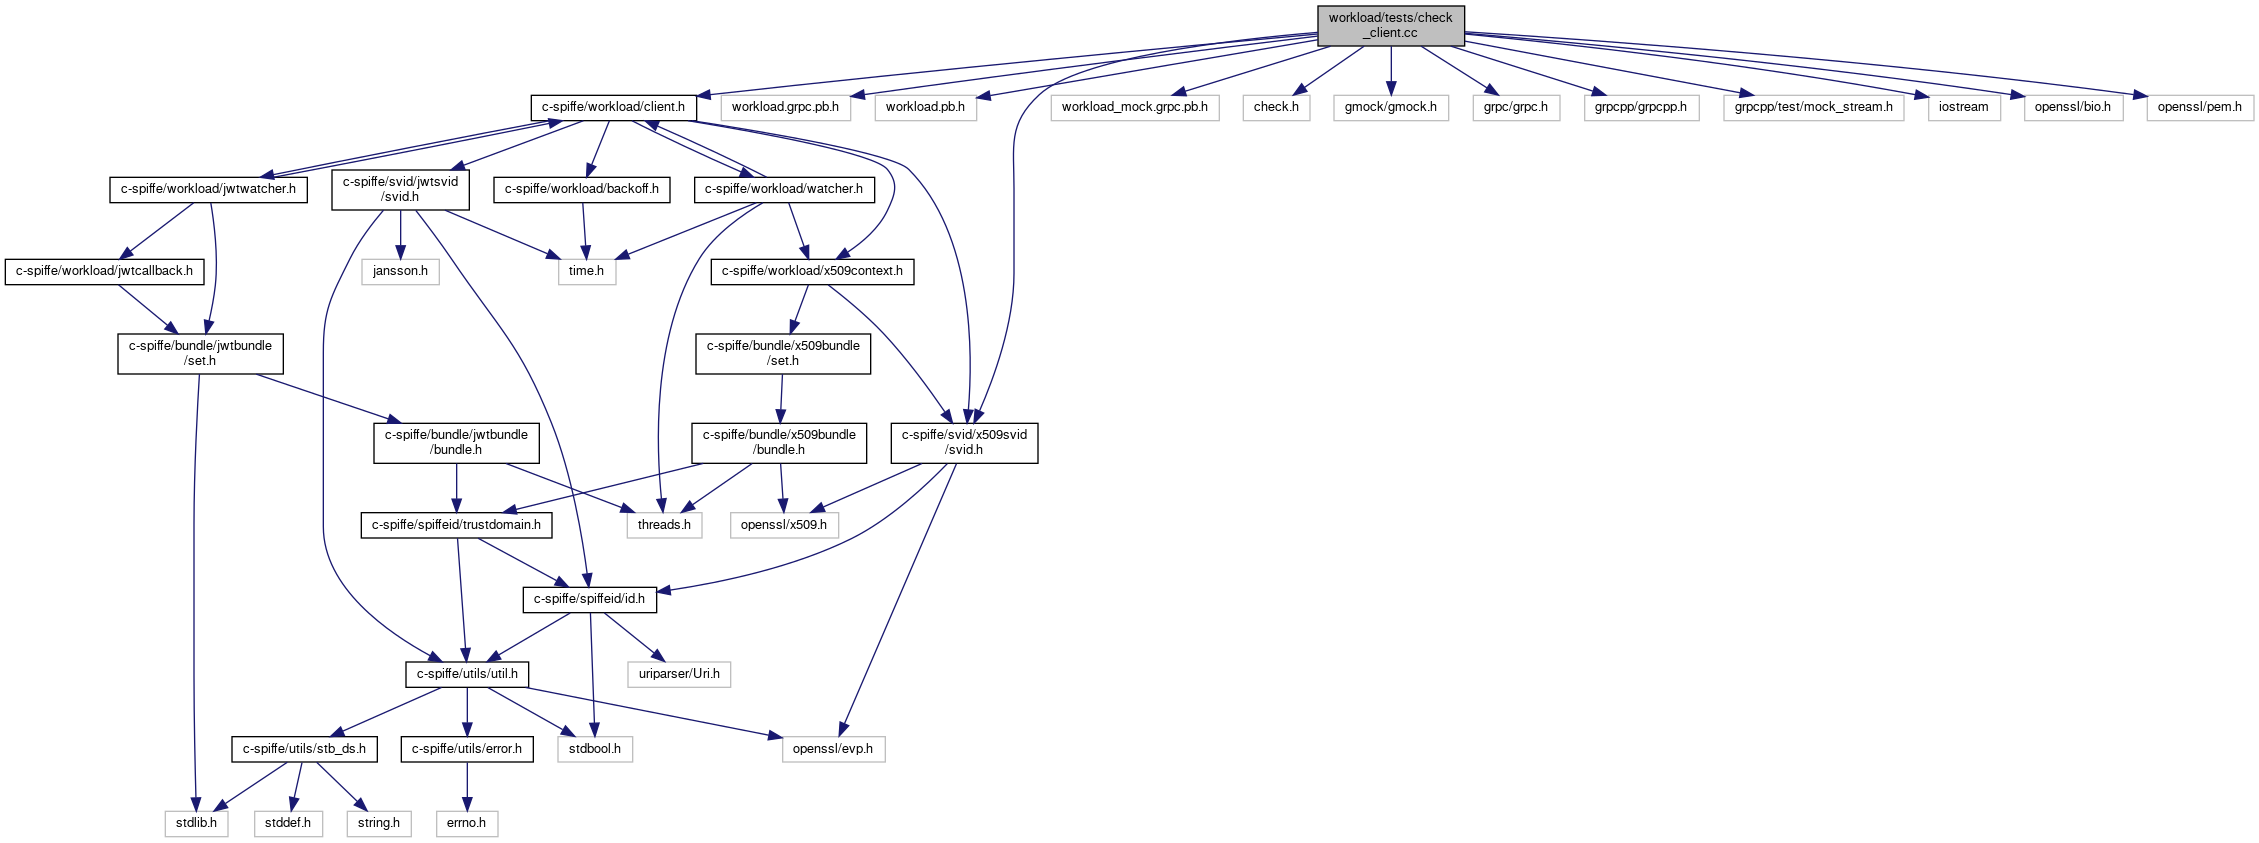 workload/tests/check
_client.cc
c-spiffe/workload/client.h
workload.grpc.pb.h
workload.pb.h
workload_mock.grpc.pb.h
check.h
gmock/gmock.h
grpc/grpc.h
grpcpp/grpcpp.h
grpcpp/test/mock_stream.h
iostream
openssl/bio.h
openssl/pem.h
c-spiffe/workload/jwtwatcher.h
c-spiffe/svid/jwtsvid
/svid.h
c-spiffe/workload/backoff.h
c-spiffe/workload/watcher.h
c-spiffe/workload/jwtcallback.h
jansson.h
time.h
c-spiffe/workload/x509context.h
c-spiffe/bundle/jwtbundle
/set.h
c-spiffe/bundle/x509bundle
/set.h
c-spiffe/bundle/jwtbundle
/bundle.h
c-spiffe/bundle/x509bundle
/bundle.h
c-spiffe/svid/x509svid
/svid.h
c-spiffe/spiffeid/trustdomain.h
threads.h
openssl/x509.h
c-spiffe/spiffeid/id.h
c-spiffe/utils/util.h
uriparser/Uri.h
c-spiffe/utils/stb_ds.h
c-spiffe/utils/error.h
stdbool.h
openssl/evp.h
stdlib.h
stddef.h
string.h
errno.h